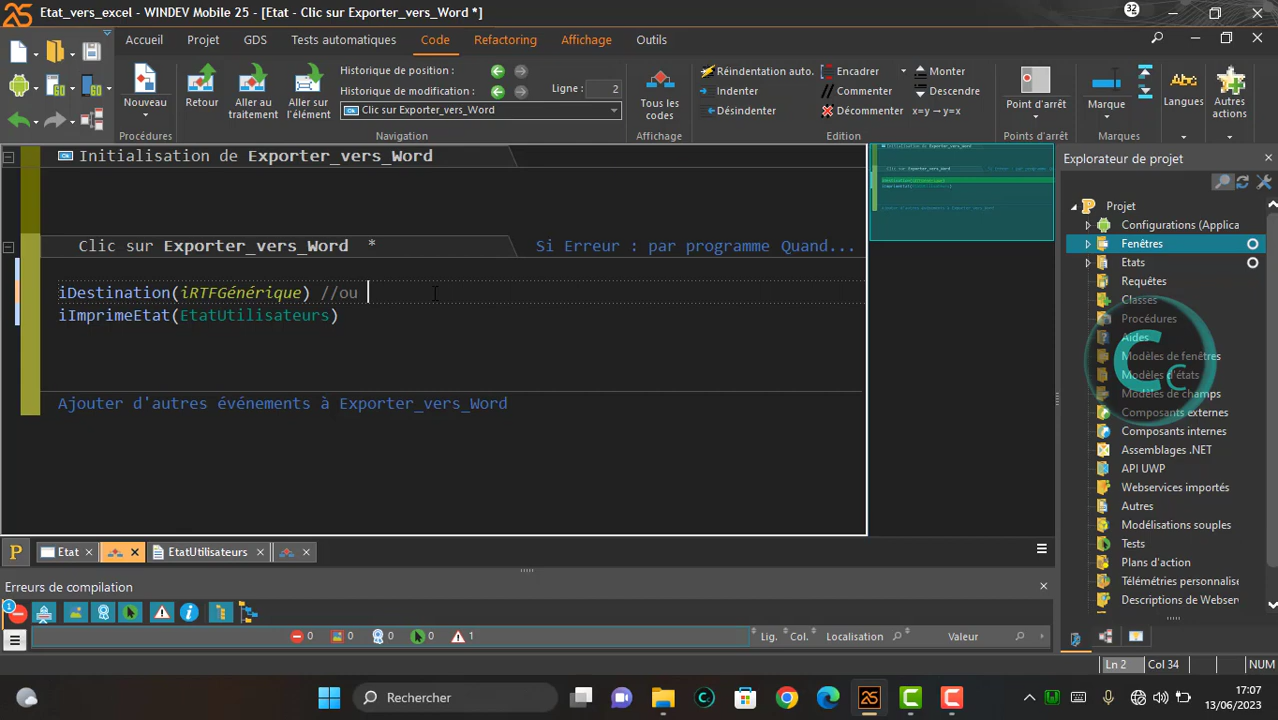 Etat_vers_excel - WINDEV Mobile 25 - [Etat - Clic sur Exporter_vers_Word *]
32
Accueil Projet GDS Tests automatiques Code Refactoring Affichage Outils
Nouveau
Procédures
Retour
Aller au traitement
Aller sur l'élément
Historique de position :
Historique de modification :
Clic sur Exporter_vers_Word
Ligne : 2
Navigation
Tous les codes
Affichage
Réindentation auto.
Indenter
Désindenter
Encadrer
// Commenter
Décommenter
Monter
Descendre
x=y → y=x
Edition
Point d'arrêt
Points d'arrêt
Marque
Marques
Langues
Autres actions
Initialisation de Exporter_vers_Word
Clic sur Exporter_vers_Word * Si Erreur : par programme Quand...
iDestination(iRTFGénérique) //ou
iImprimeEtat(EtatUtilisateurs)
Ajouter d'autres événements à Exporter_vers_Word
Explorateur de projet
Projet
Configurations (Applica
Fenêtres
Etats
Requêtes
Classes
Procédures
Aides
Modèles de fenêtres
Modèles d'états
Modèles de champs
Composants externes
Composants internes
Assemblages .NET
API UWP
Webservices importés
Autres
Modélisations souples
Tests
Plans d'action
Télémétries personnalise
Descriptions de Webser
Etat EtatUtilisateurs
Erreurs de compilation
1
0 0 0 0 1
Lig. Col. Localisation Valeur
Ln 2 Col 34 NUM
Rechercher
17:07
13/06/2023